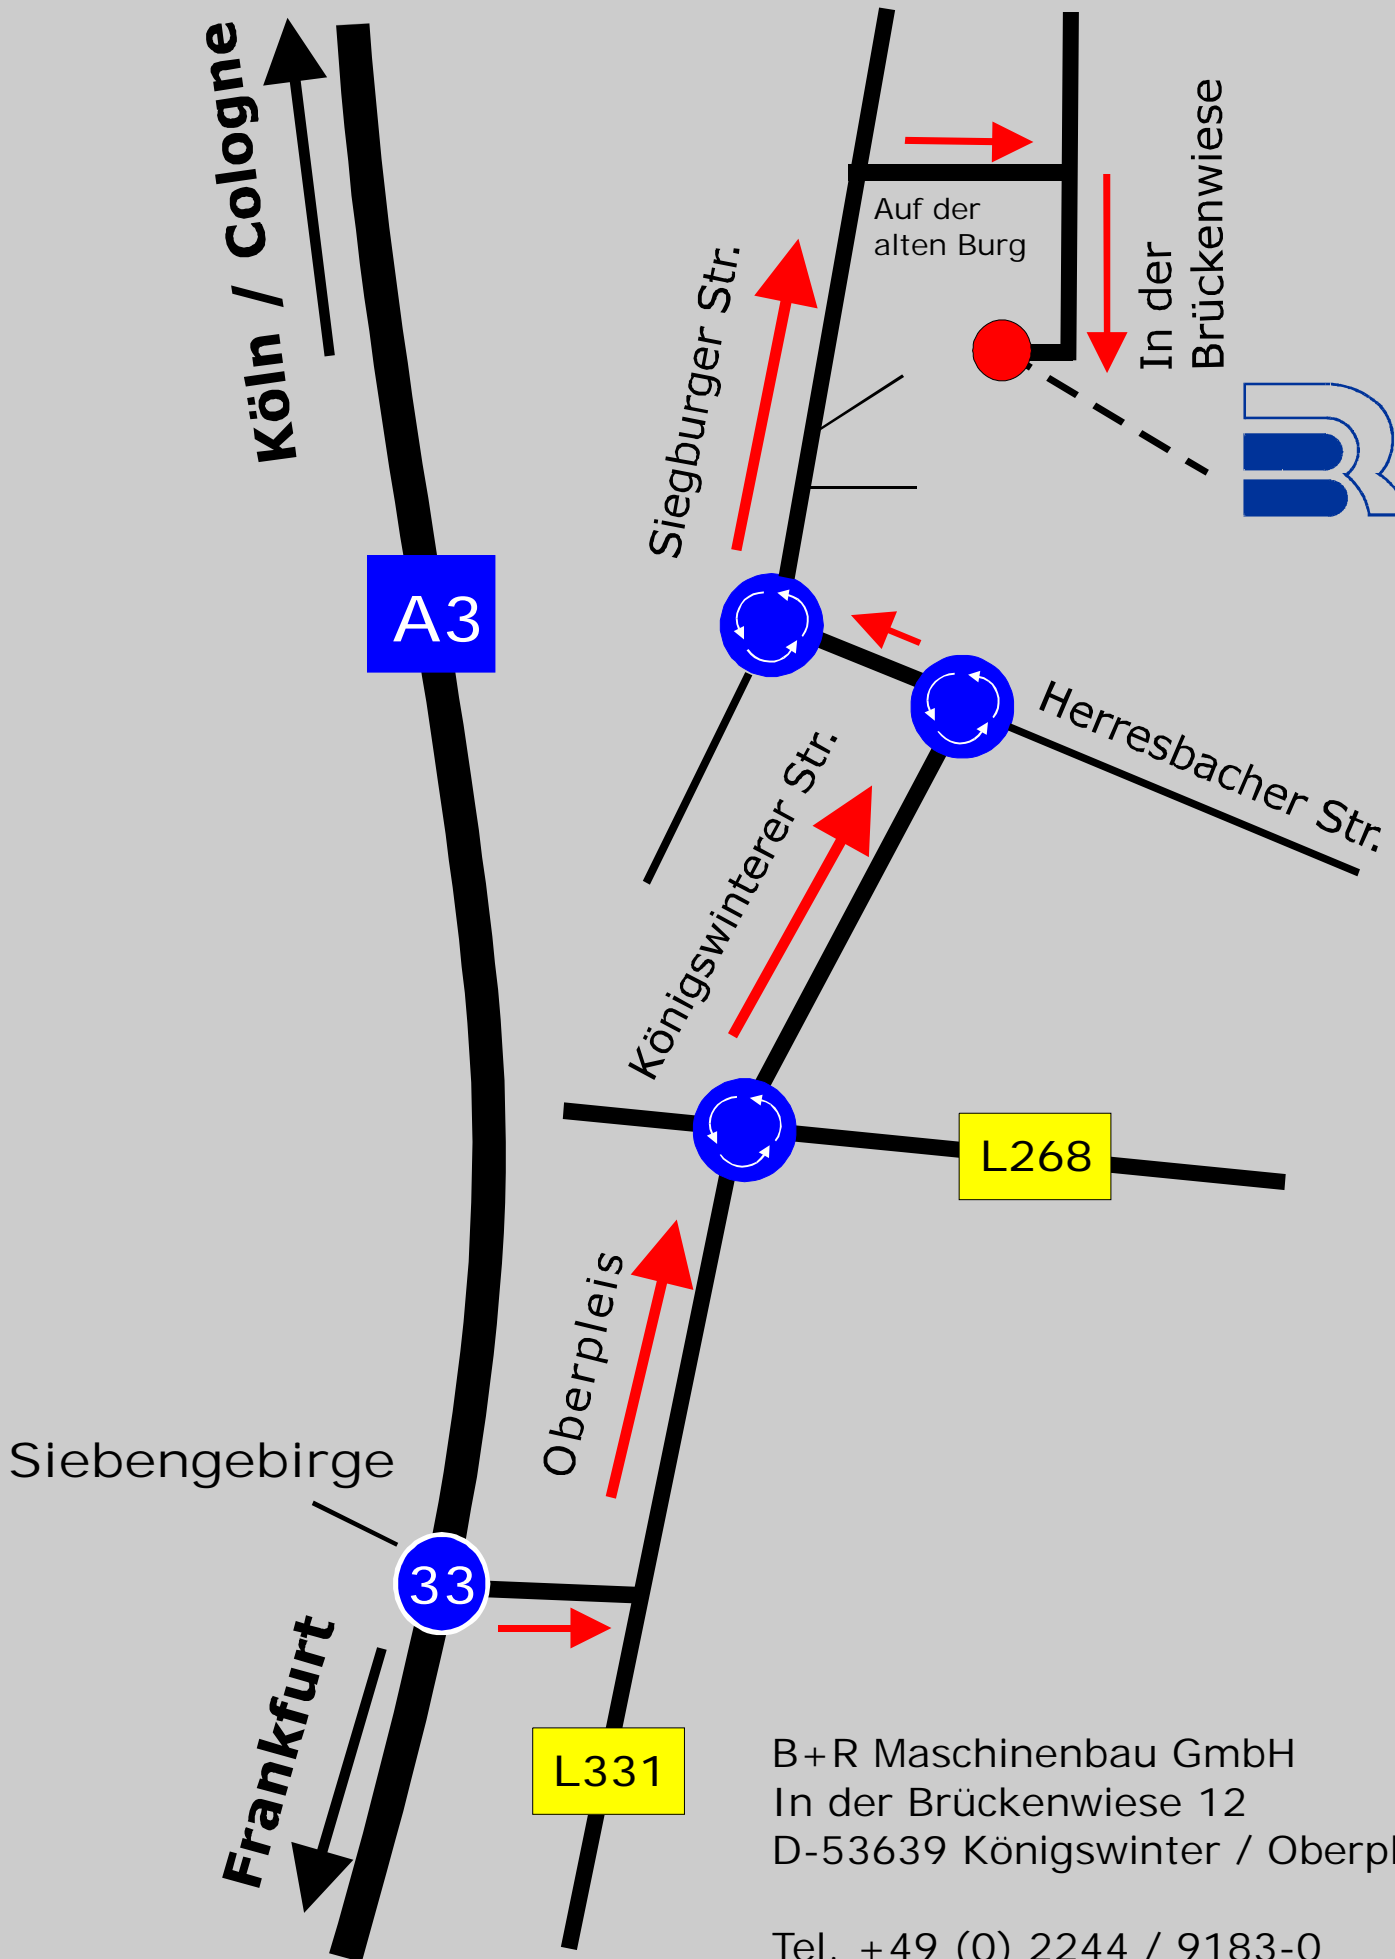 Köln / Cologne
Auf der
alten Burg
In der
Brückenwiese
Siegburger Str.
A3
Herresbacher Str.
Königswinterer Str.
L268
Oberpleis
Siebengebirge
33
Frankfurt
L331
B+R Maschinenbau GmbH
In der Brückenwiese 12
D-53639 Königswinter /
Tel. +49 (0) 2244 / 9183-0